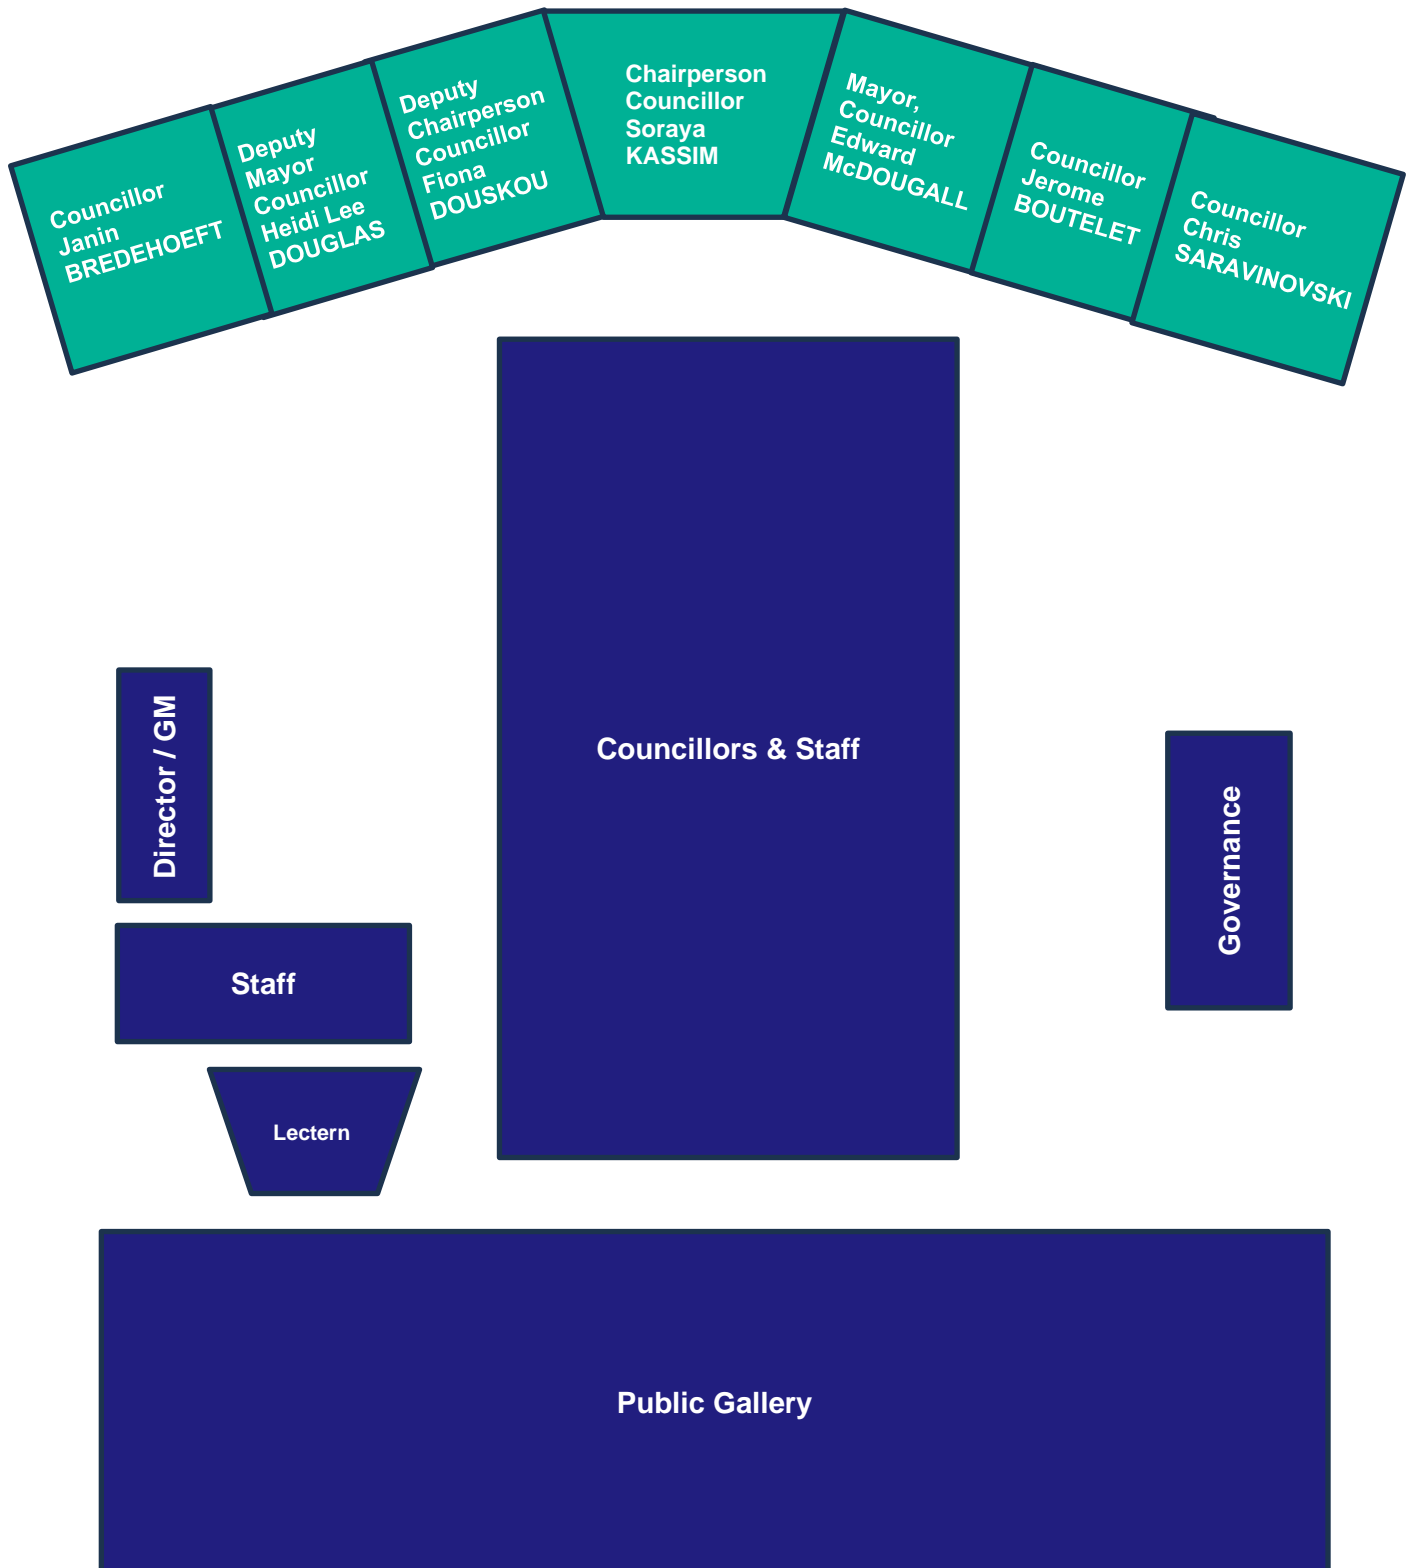 Councillor
Janin
BREDEHOEFT
Deputy
Mayor
Councillor
Heidi Lee
DOUGLAS
Deputy
Chairperson
Councillor
Fiona
DOUSKOU
Chairperson
Councillor
Soraya
KASSIM
Mayor,
Councillor
Edward
McDOUGALL
Councillor
Jerome
BOUTELET
Councillor
Chris
SARAVINOVSKI
Director / GM
Councillors & Staff
Governance
Staff
Lectern
Public Gallery